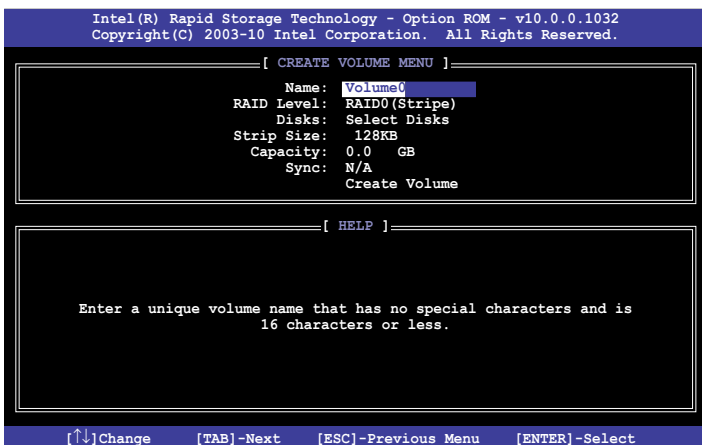 Intel(R) Rapid Storage Technology - Option ROM - v10.0.0.1032
Copyright(C) 2003-10 Intel Corporation. All Rights Reserved.
[ CREATE VOLUME MENU ]
Name: Volume0
RAID Level: RAID0(Stripe)
Disks: Select Disks
Strip Size: 128KB
Capacity: 0.0 GB
Sync: N/A
Create Volume
[ HELP ]
Enter a unique volume name that has no special characters and is
16 characters or less.
[↑↓]Change [TAB]-Next [ESC]-Previous Menu [ENTER]-Select